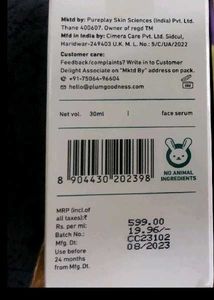 Mktd by: Pureplay Skin Sciences (India) Pvt. Ltd.
Thane 400607. Owner of regd TM
Mfd in India by: Cimera Care Pvt. Ltd. Sidcul,
Haridwar-249403 U.K. M. L. No.: 5/C/UA/2022
Customer care:
Feedback/complaints? Write in to Customer
Delight Associate on "Mktd By" address on pack.
+91-75064-96604
hello@plumgoodness.com
Net vol. 30ml face serum
8 904430 202398
NO ANIMAL
INGREDIENTS
MRP (incl.of
all taxes):₹ 599.00
Rs. per ml: 19.96/-
Batch No.: CC23102
Mfg. Dt.: 08/2023
Use before
24 months
from Mfg. Dt.